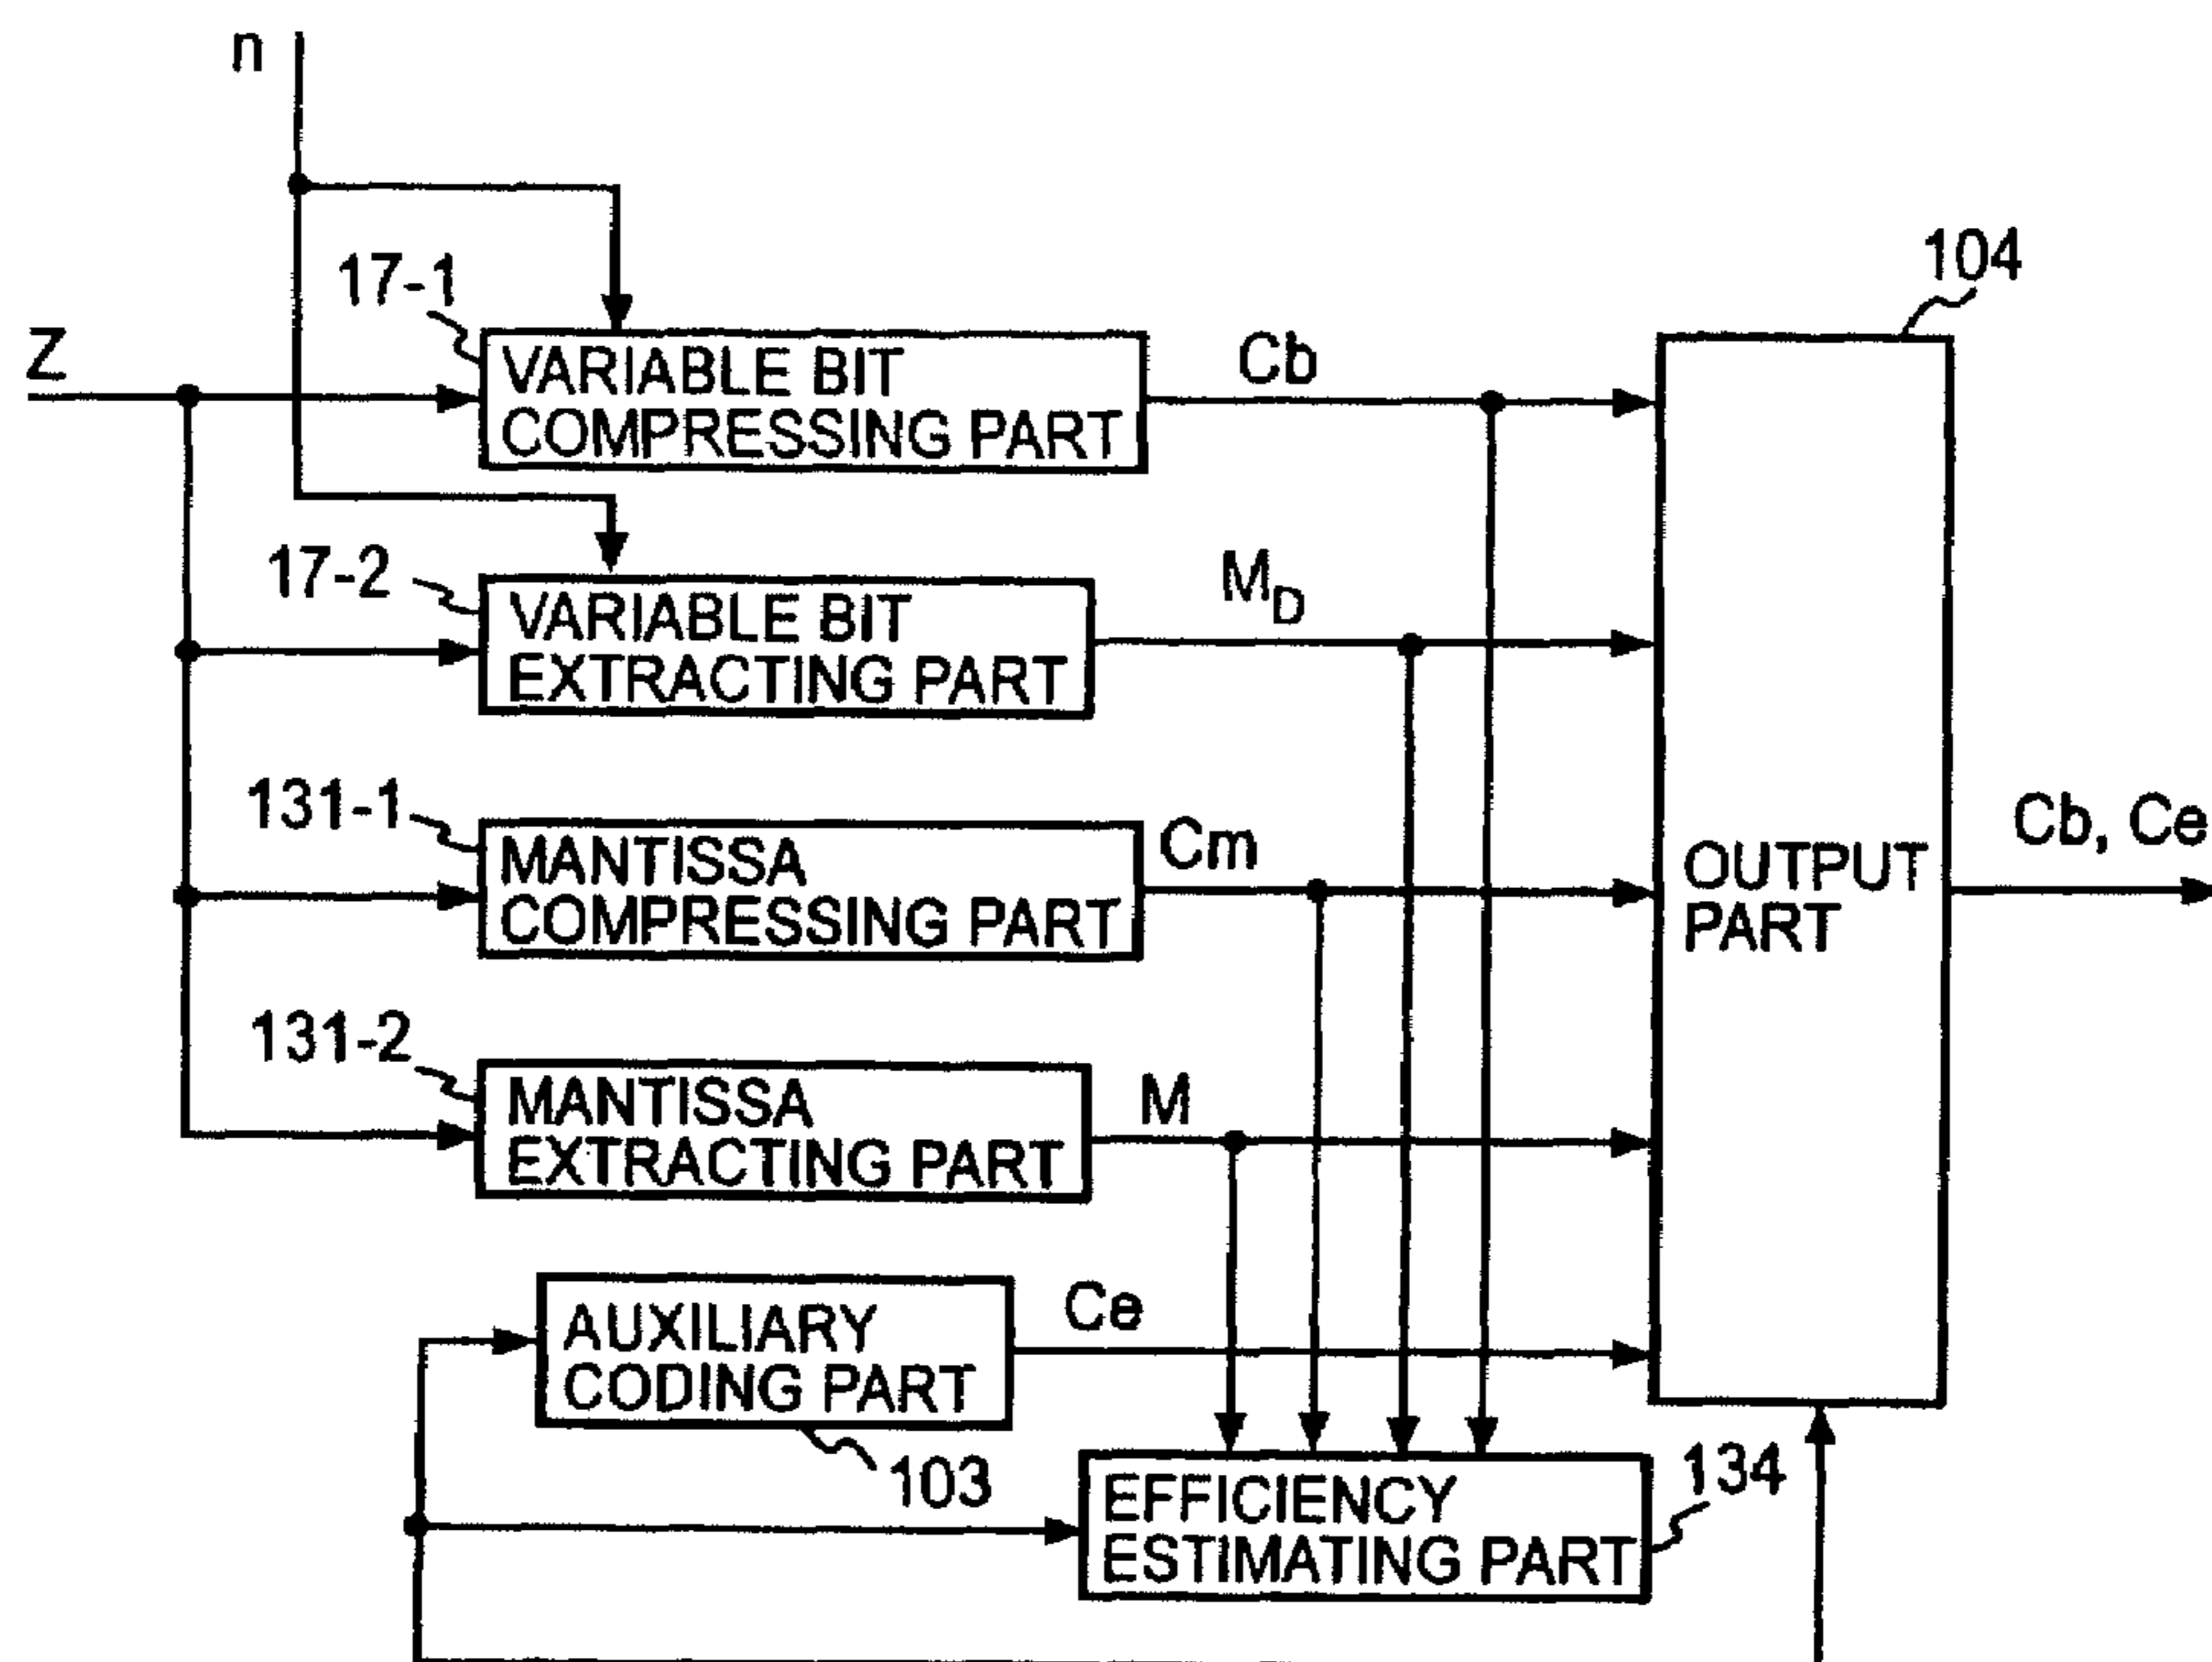 n
104
17-1
Z
VARIABLE BIT
COMPRESSING PART
Cb
17-2
VARIABLE BIT
EXTRACTING PART
MD
131-1
MANTISSA
COMPRESSING PART
Cm
OUTPUT
PART
Cb, Ce
131-2
MANTISSA
EXTRACTING PART
M
AUXILIARY
CODING PART
Ce
103
EFFICIENCY
ESTIMATING PART
134